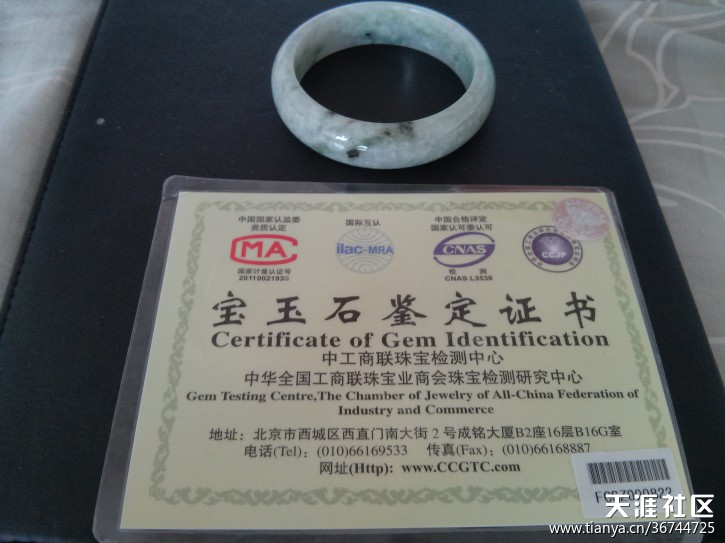 中国国家认监委
资质认定
CMA
国家计量认证号
2011002193G
国际互认
ilac-MRA
中国合格评定
国家认可委认可
CNAS
检 测
CNAS L3538
CCJP
宝玉石鉴定证书
Certificate of Gem Identification
中工商联珠宝检测中心
中华全国工商联珠宝业商会珠宝检测研究中心
Gem Testing Centre,The Chamber of Jewelry of All-China Federation of
Industry and Commerce
地址：北京市西城区西直门南大街2号成铭大厦B2座16层B16G室
电话(Tel)：(010)66169533 传真(Fax)：(010)66168887
网址(Http): www.CCGTC.com
天涯社区
www.tianya.cn/36744725